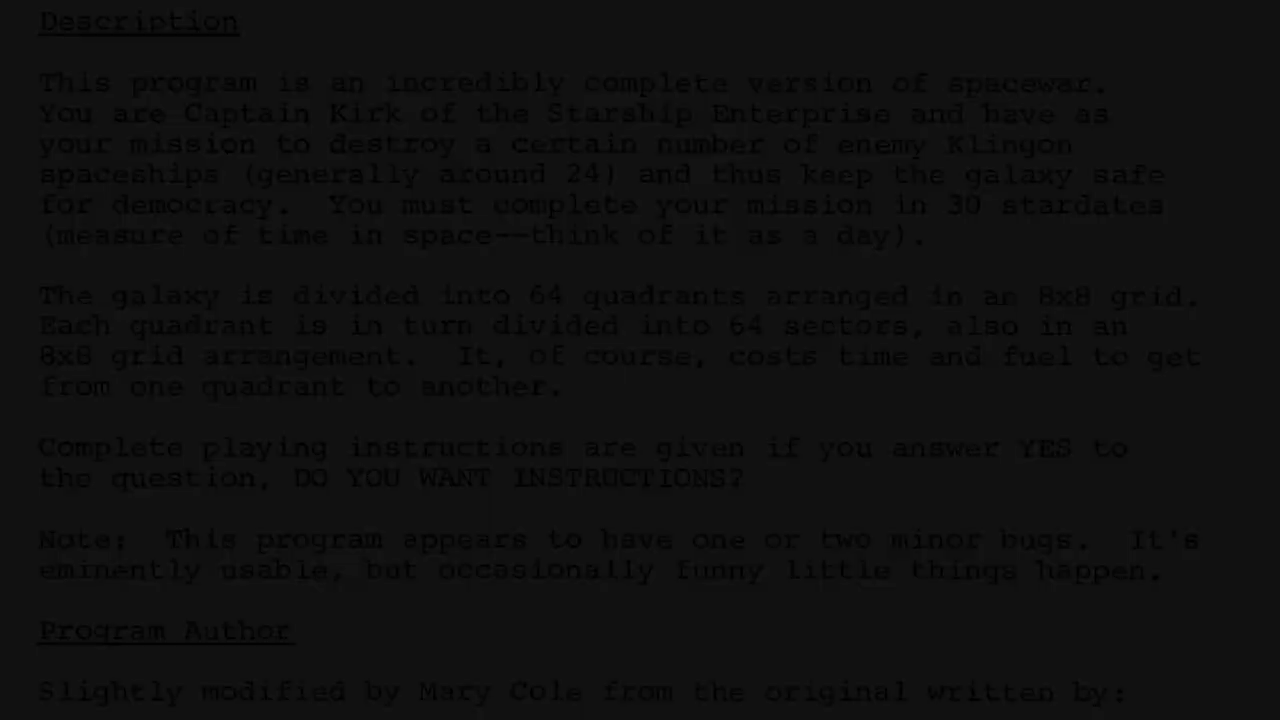 Description
This program is an incredibly complete version of spacewar.
You are Captain Kirk of the Starship Enterprise and have as
your mission to destroy a certain number of enemy Klingon
spaceships (generally around 24) and thus keep the galaxy safe
for democracy. You must complete your mission in 30 stardates
(measure of time in space--think of it as a day).
The galaxy is divided into 64 quadrants arranged in an 8x8 grid.
Each quadrant is in turn divided into 64 sectors, also in an
8x8 grid arrangement. It, of course, costs time and fuel to get
from one quadrant to another.
Complete playing instructions are given if you answer YES to
the question, DO YOU WANT INSTRUCTIONS?
Note: This program appears to have one or two minor bugs. It's
eminently usable, but occasionally funny little things happen.
Program Author
Slightly modified by Mary Cole from the original written by: